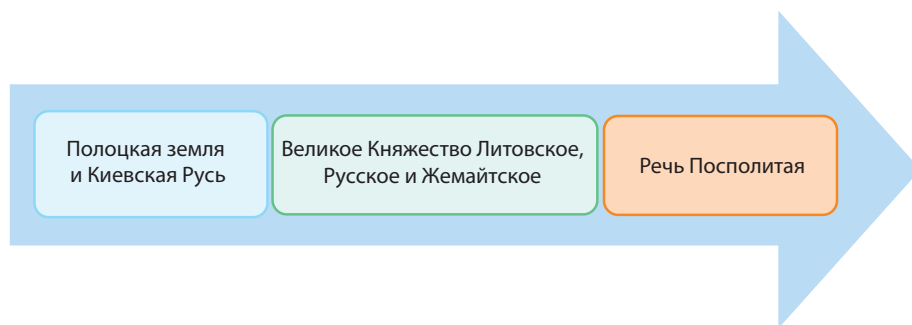 Полоцкая земля
и Киевская Русь
Великое Княжество Литовское,
Русское и Жемайтское
Речь Посполитая